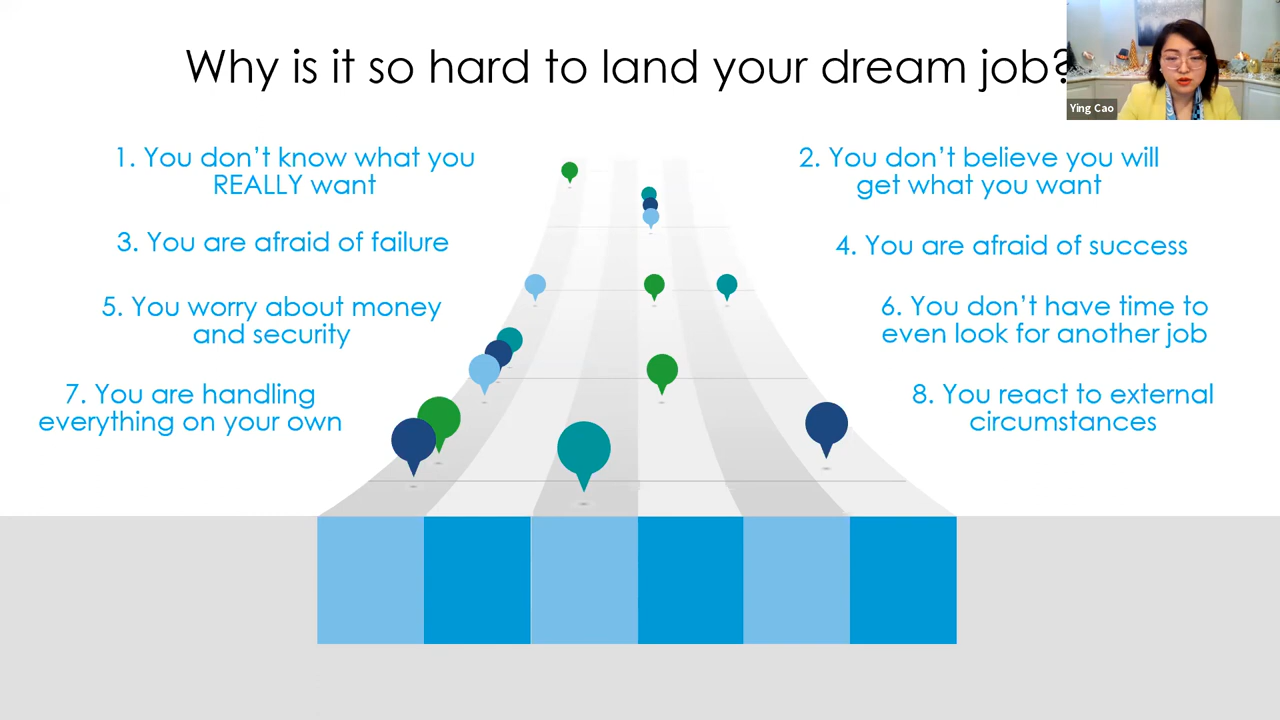 Why is it so hard to land your dream job?
Ying Cao
1. You don’t know what you
REALLY want
2. You don’t believe you will
get what you want
3. You are afraid of failure
4. You are afraid of success
5. You worry about money
and security
6. You don’t have time to
even look for another job
7. You are handling
everything on your own
8. You react to external
circumstances